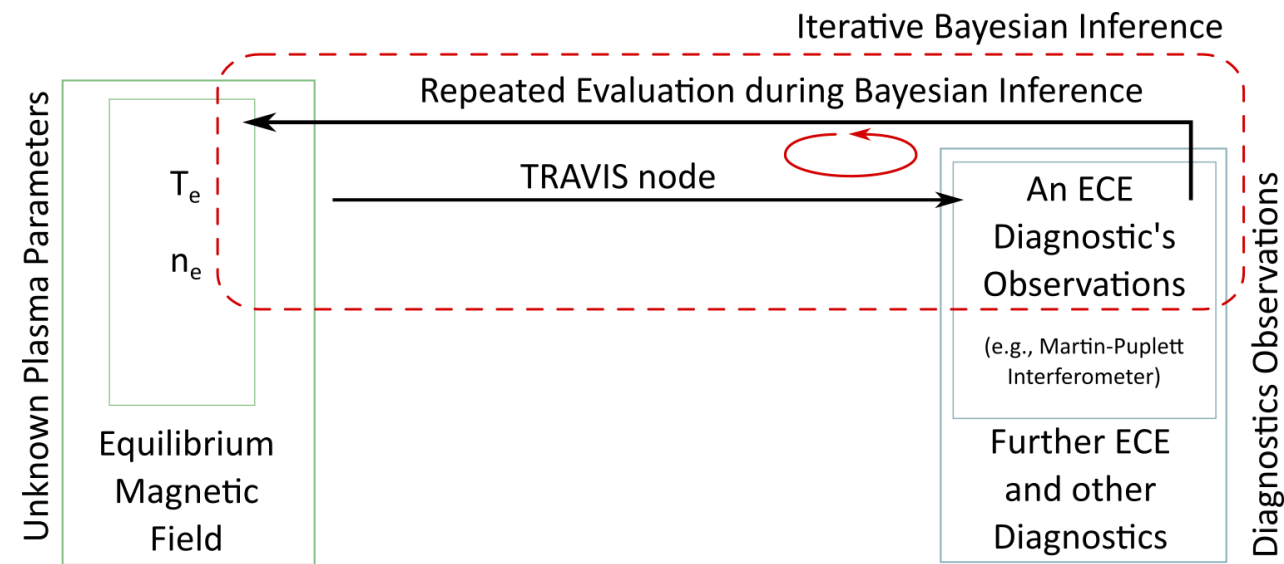 Iterative Bayesian Inference
Repeated Evaluation during Bayesian Inference
TRAVIS node
Unknown Plasma Parameters
Te
ne
Equilibrium
Magnetic
Field
An ECE
Diagnostic's
Observations
(e.g., Martin-Puplett
Interferometer)
Further ECE
and other
Diagnostics
Diagnostics Observations